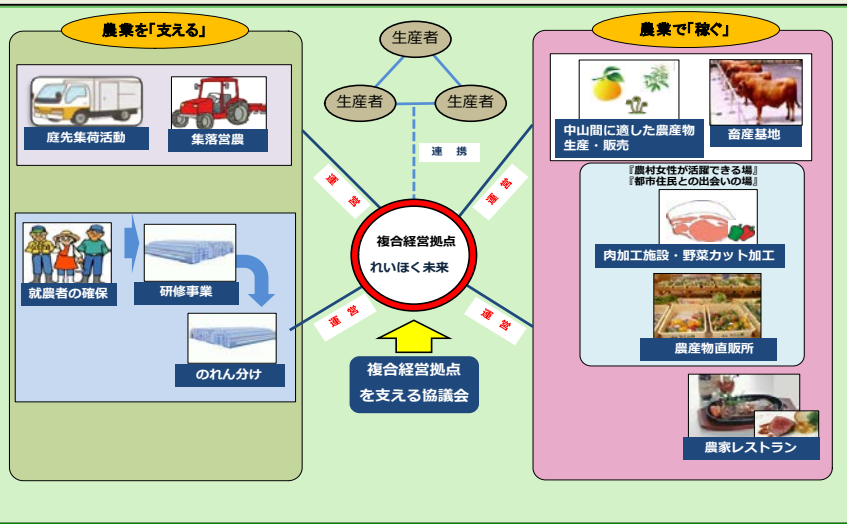 農業を「支える」
庭先集荷活動
集落営農
就農者の確保
研修事業
のれん分け
生産者
生産者
生産者
連 携
運 営
運 営
運 営
運 営
複合経営拠点
れいほく未来
複合経営拠点
を支える協議会
農業で「稼ぐ」
中山間に適した農産物
生産・販売
畜産基地
『農村女性が活躍できる場』
『都市住民との出会いの場』
肉加工施設・野菜カット加工
農産物直販所
農家レストラン